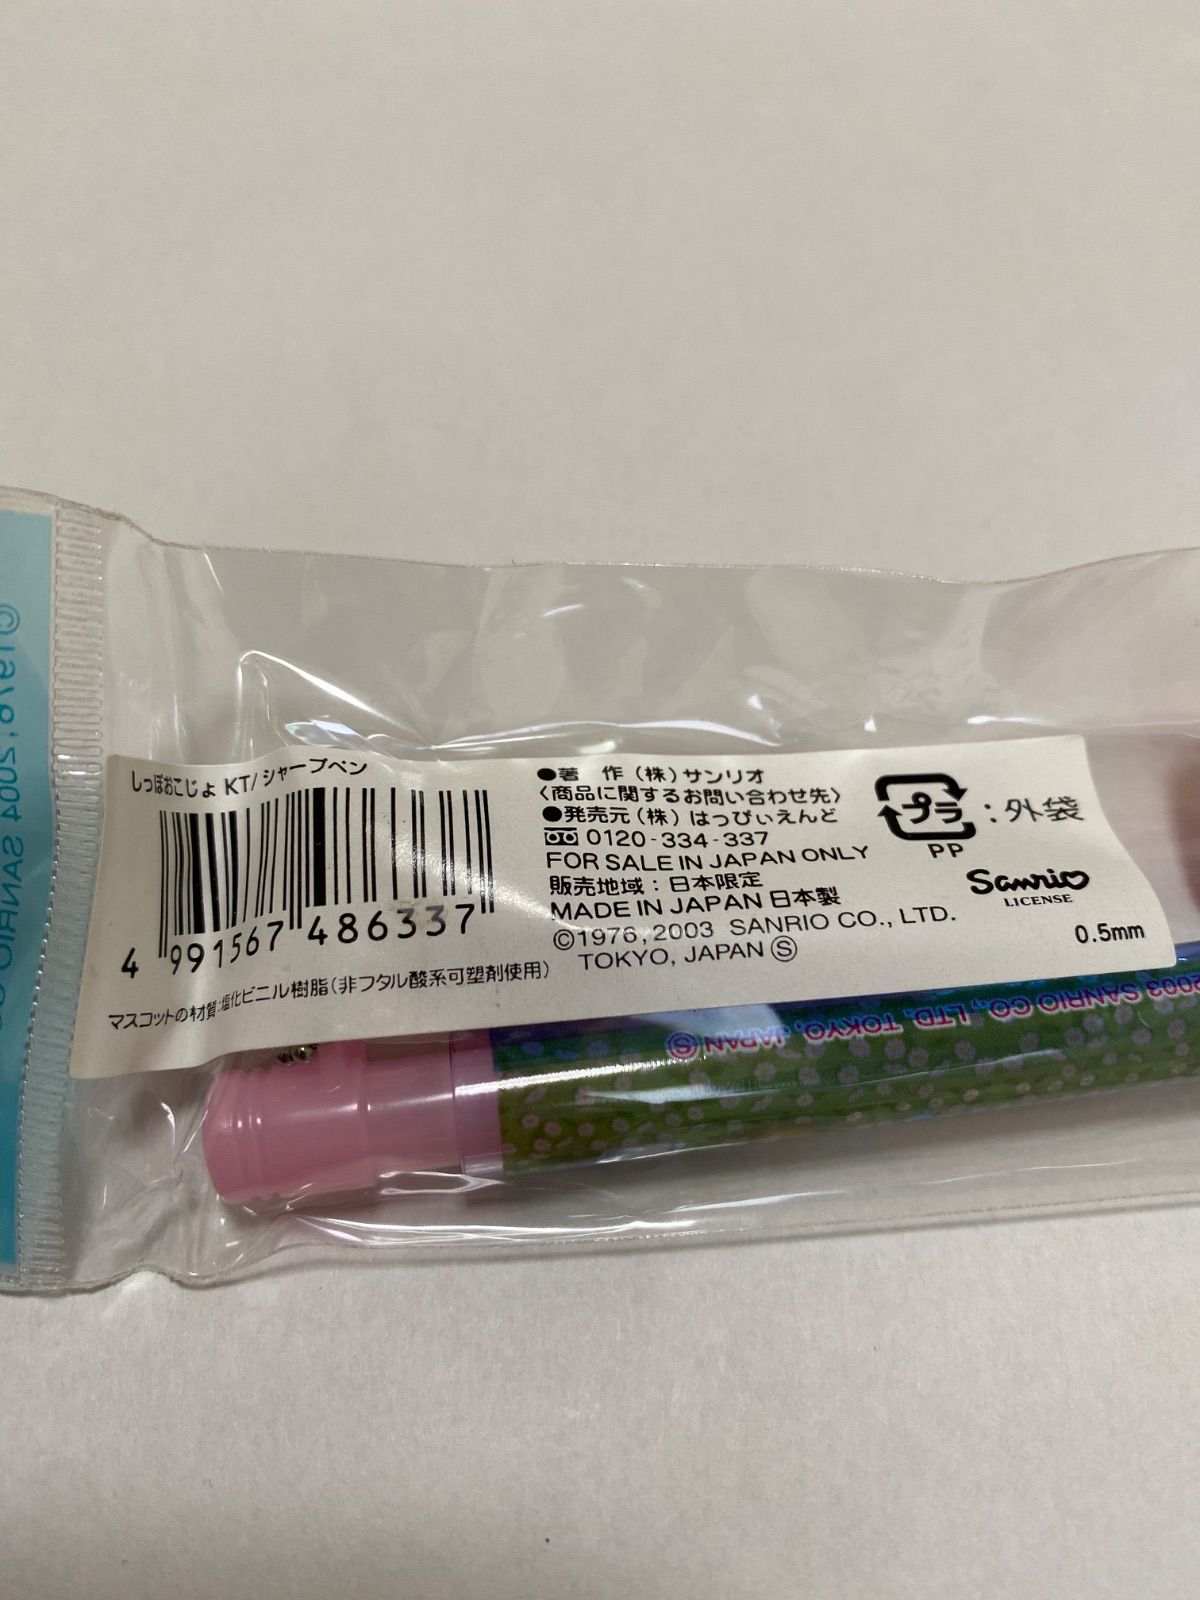 しっぽおこじょ KT/シャープペン
4 991567 486337
マスコットの材質:塩化ビニル樹脂(非フタル酸系可塑剤使用)
●著 作(株)サンリオ
〈商品に関するお問い合わせ先〉
●発売元(株)はっぴぃえんど
0120-334-337
FOR SALE IN JAPAN ONLY
販売地域:日本限定
MADE IN JAPAN 日本製
©1976,2003 SANRIO CO., LTD.
TOKYO, JAPAN Ⓢ
プラ:外袋
PP
Sanrio
LICENSE
0.5mm
2003 SANRIO CO., LTD. TOKYO, JAPAN Ⓢ
©1976,2004 SANRIO